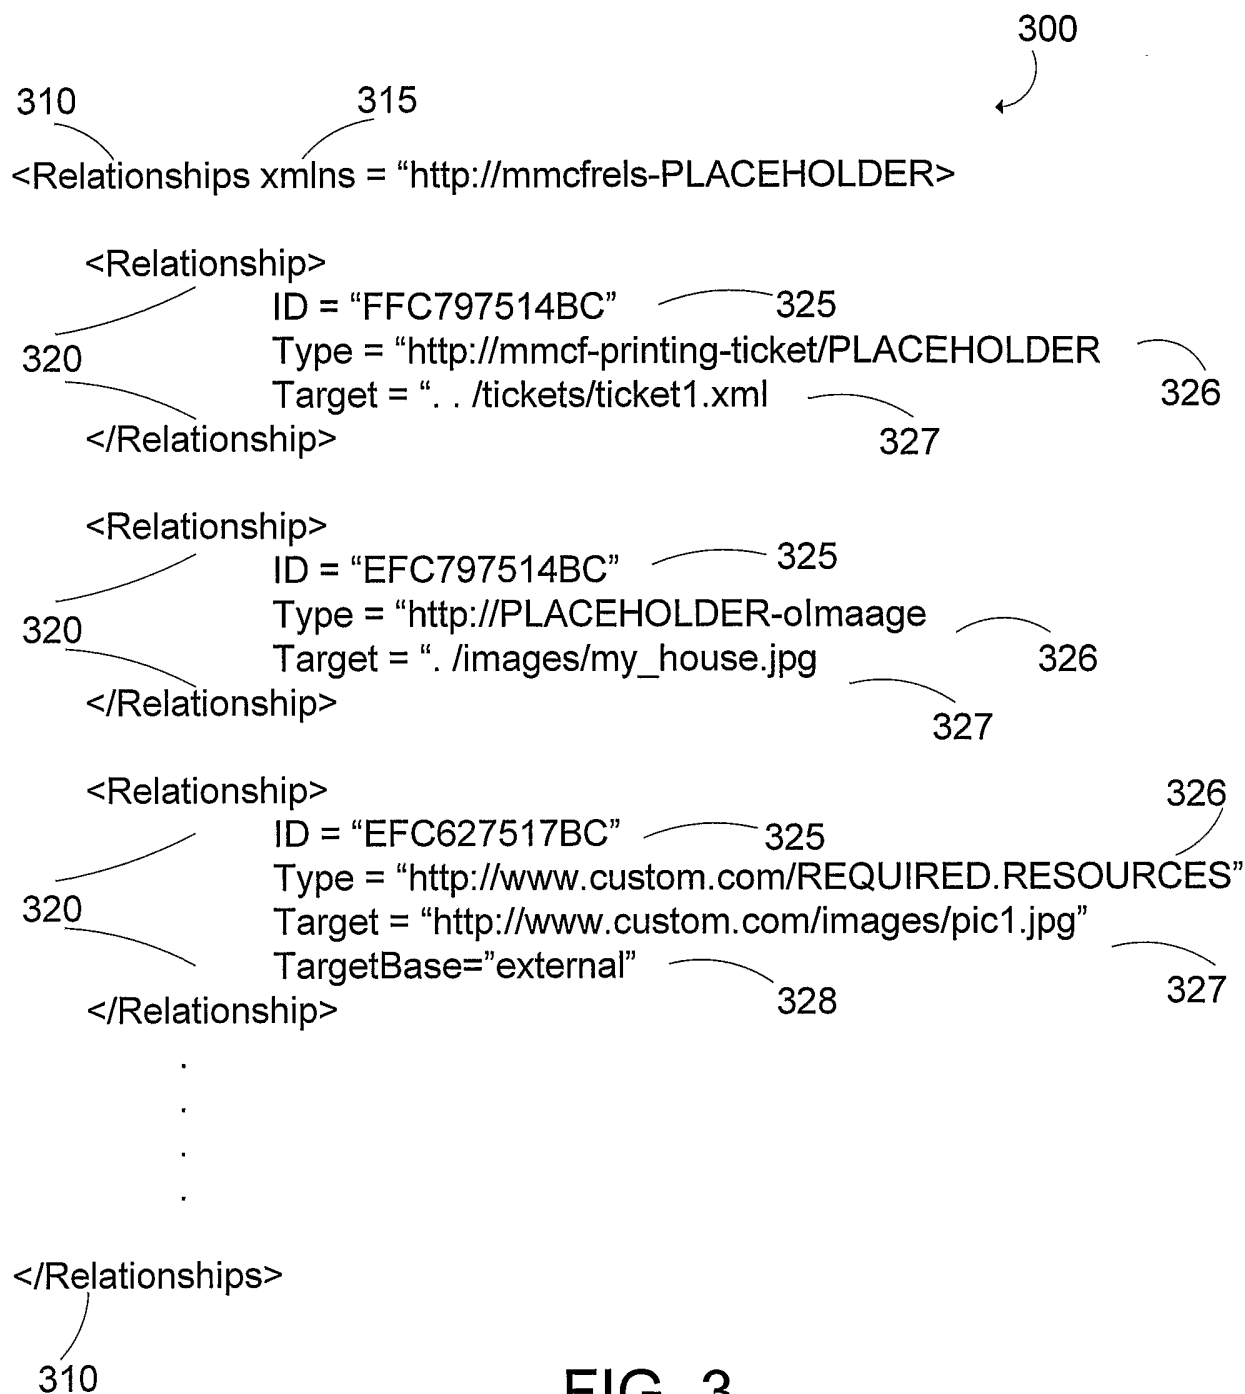 300
310 315
<Relationships xmlns = “http://mmcfrels-PLACEHOLDER>
<Relationship>
ID = “FFC797514BC” 325
Type = “http://mmcf-printing-ticket/PLACEHOLDER
320
Target = “. . /tickets/ticket1.xml 326
</Relationship> 327
<Relationship>
ID = “EFC797514BC” 325
Type = “http://PLACEHOLDER-oImaage
320
Target = “. /images/my_house.jpg 326
</Relationship>
327
<Relationship> 326
ID = “EFC627517BC” 325
Type = “http://www.custom.com/REQUIRED.RESOURCES”
320
Target = “http://www.custom.com/images/pic1.jpg”
TargetBase=”external”
328 327
</Relationship>
.
.
.
.
</Relationships>
310
FIG. 3